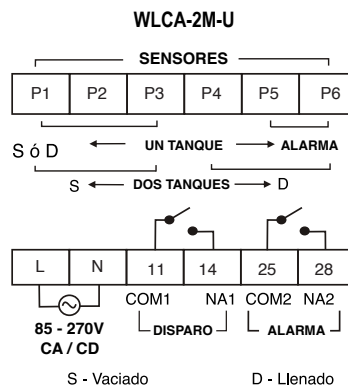 WLCA-2M-U
SENSORES
P1 P2 P3 P4 P5 P6
S ó D UN TANQUE ALARMA
S DOS TANQUES D
L N 11 14 25 28
COM1 NA1 COM2 NA2
85 - 270V DISPARO ALARMA
CA / CD
S - Vaciado D - Llenado